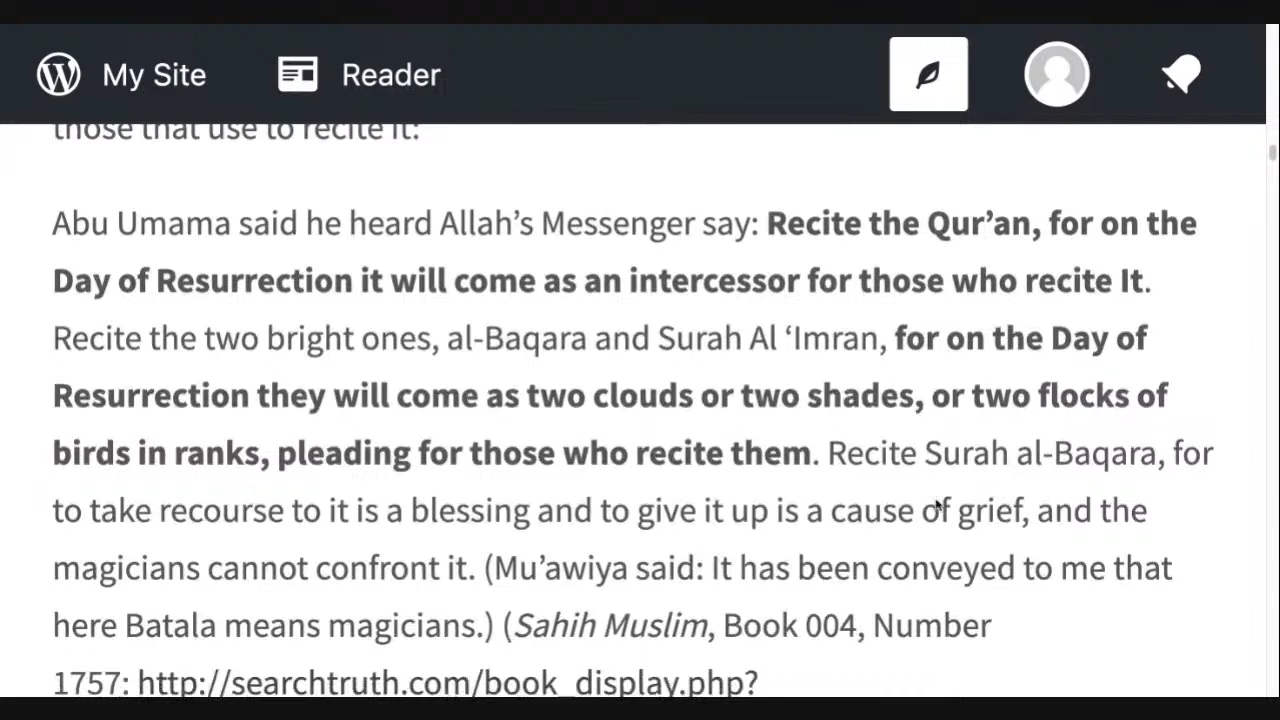 My Site
Reader
those that use to recite it:
Abu Umama said he heard Allah’s Messenger say: Recite the Qur’an, for on the
Day of Resurrection it will come as an intercessor for those who recite It.
Recite the two bright ones, al-Baqara and Surah Al ‘Imran, for on the Day of
Resurrection they will come as two clouds or two shades, or two flocks of
birds in ranks, pleading for those who recite them. Recite Surah al-Baqara, for
to take recourse to it is a blessing and to give it up is a cause of grief, and the
magicians cannot confront it. (Mu’awiya said: It has been conveyed to me that
here Batala means magicians.) (Sahih Muslim, Book 004, Number
1757: http://searchtruth.com/book_display.php?